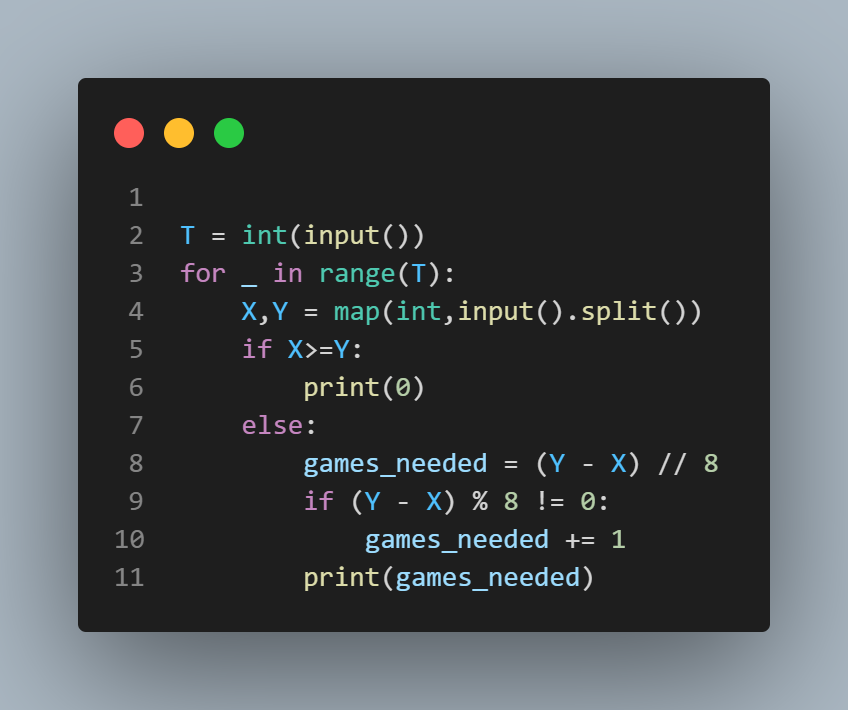 1
2 T = int(input())
3 for _ in range(T):
4     X,Y = map(int,input().split())
5     if X>=Y:
6         print(0)
7     else:
8         games_needed = (Y - X) // 8
9         if (Y - X) % 8 != 0:
10             games_needed += 1
11         print(games_needed)